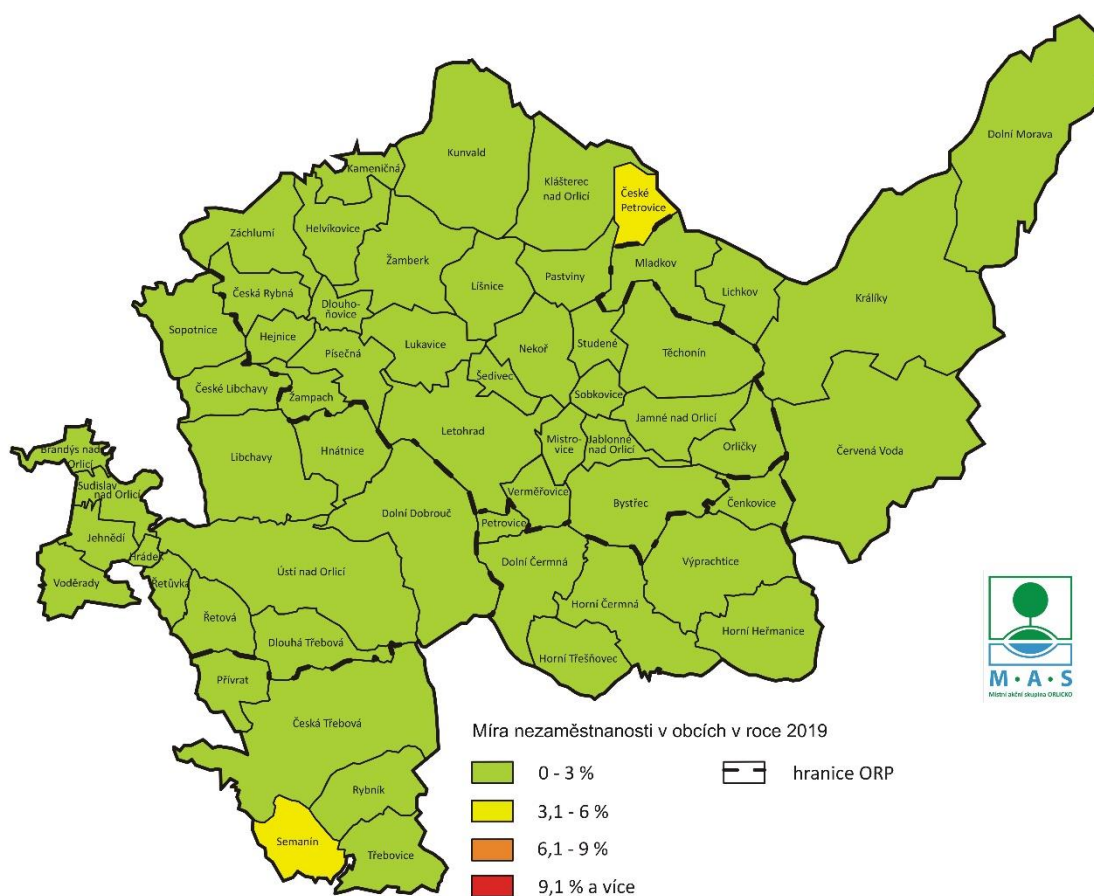 Dolní Morava
Kunvald
Kameničná
Klášterec
nad Orlicí
České
Petrovice
Záchlumí
Helvíkovice
Žamberk
Líšnice
Pastviny
Mladkov
Lichkov
Králíky
Česká Rybná
Dlouho-
ňovice
Sopotnice
Hejnice
Písečná
Lukavice
Nekoř
Studené
Těchonín
Šedivec
České Libchavy
Žampach
Sobkovice
Letohrad
Jamné nad Orlicí
Mistro-
vice
Jablonné
nad Orlicí
Orličky
Červená Voda
Libchavy
Hnátnice
Brandýs nad
Orlicí
Sudislav
nad Orlicí
Verměřovice
Bystřec
Čenkovice
Dolní Dobrouč
Petrovice
Jehnědí
Hrádek
Voděrady
Řetůvka
Ústí nad Orlicí
Dolní Čermná
Výprachtice
Horní Čermná
Řetová
Dlouhá Třebová
Horní Třešňovec
Horní Heřmanice
Přívrat
Česká Třebová
Rybník
Semanín
Třebovice
M · A · S
Místní akční skupina ORLICKO
Míra nezaměstnanosti v obcích v roce 2019
0 - 3 %
hranice ORP
3,1 - 6 %
6,1 - 9 %
9,1 % a více